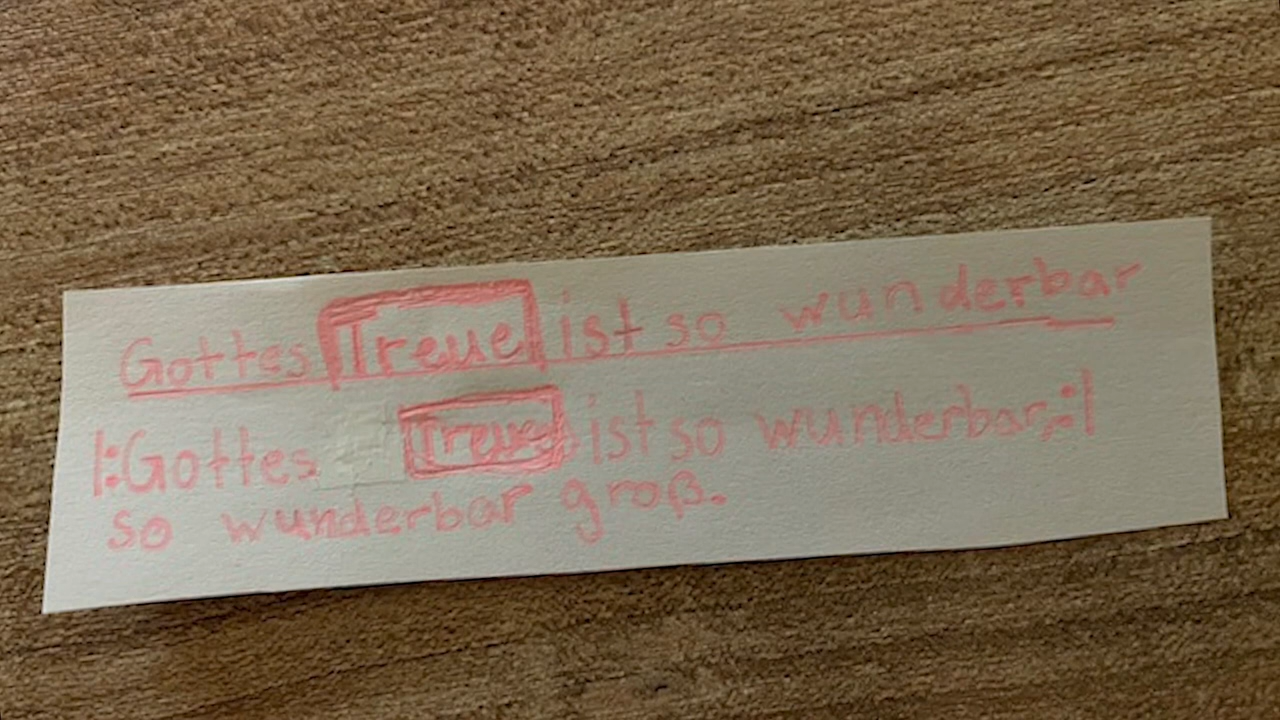 Gottes Treue ist so wunderbar
|:Gottes Treue ist so wunderbar,:|
so wunderbar groß.